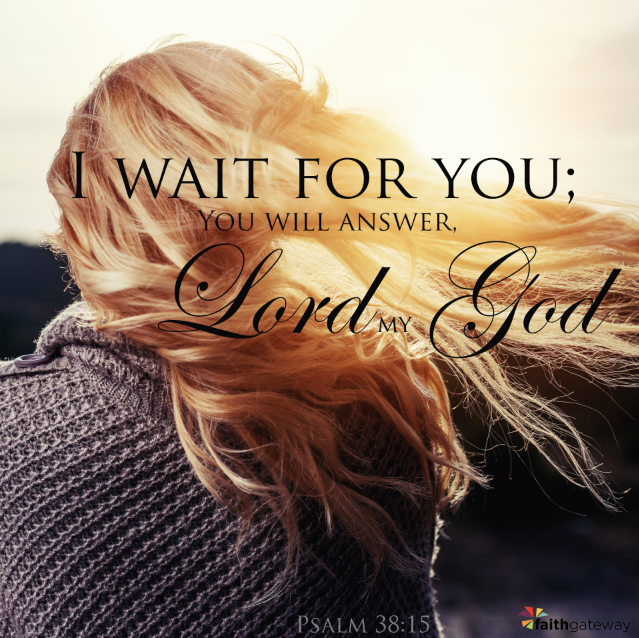 I WAIT FOR YOU;
YOU WILL ANSWER,
Lord MY God
PSALM 38:15
faithgateway